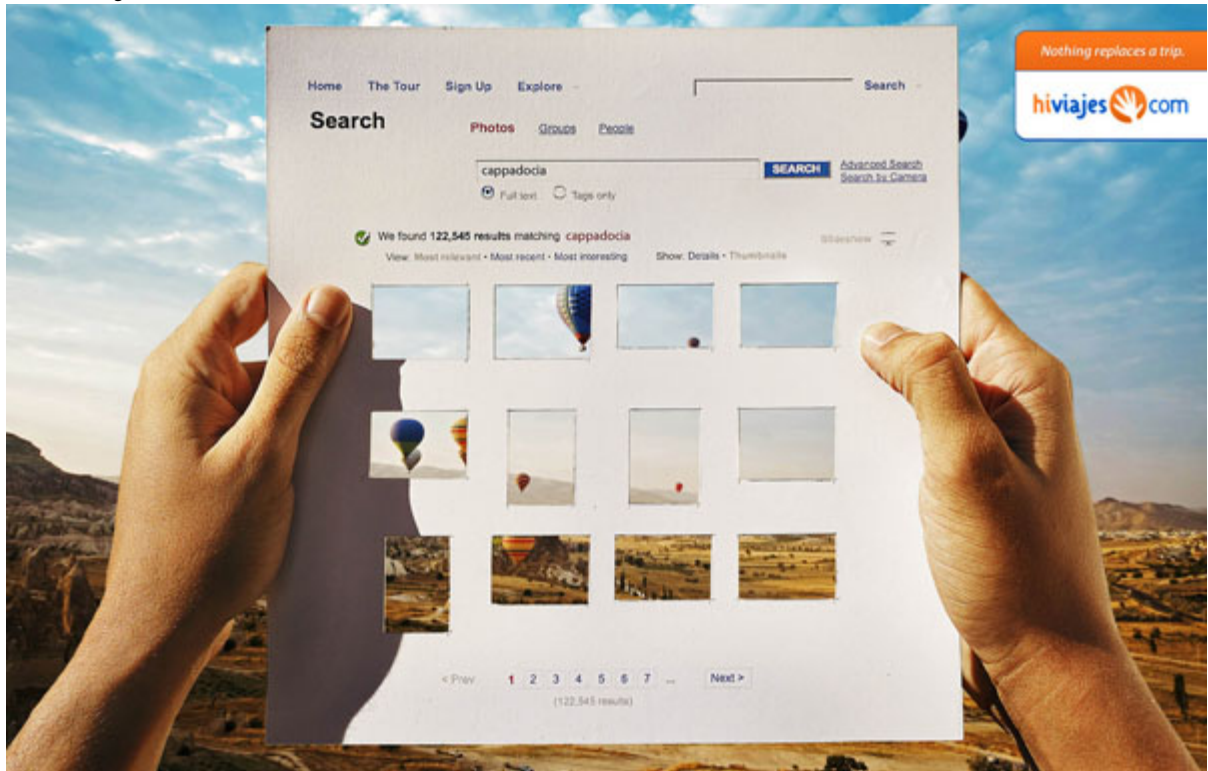 Nothing replaces a trip.
hiviajes com
Home The Tour Sign Up Explore
Search
Search
Photos Groups People
cappadocia
SEARCH
Advanced Search
Search by Camera
Full text Tags only
We found 122,545 results matching cappadocia
Slideshow
View: Most relevant • Most recent • Most interesting Show: Details • Thumbnails
< Prev 1 2 3 4 5 6 7 ... Next >
(122,545 results)